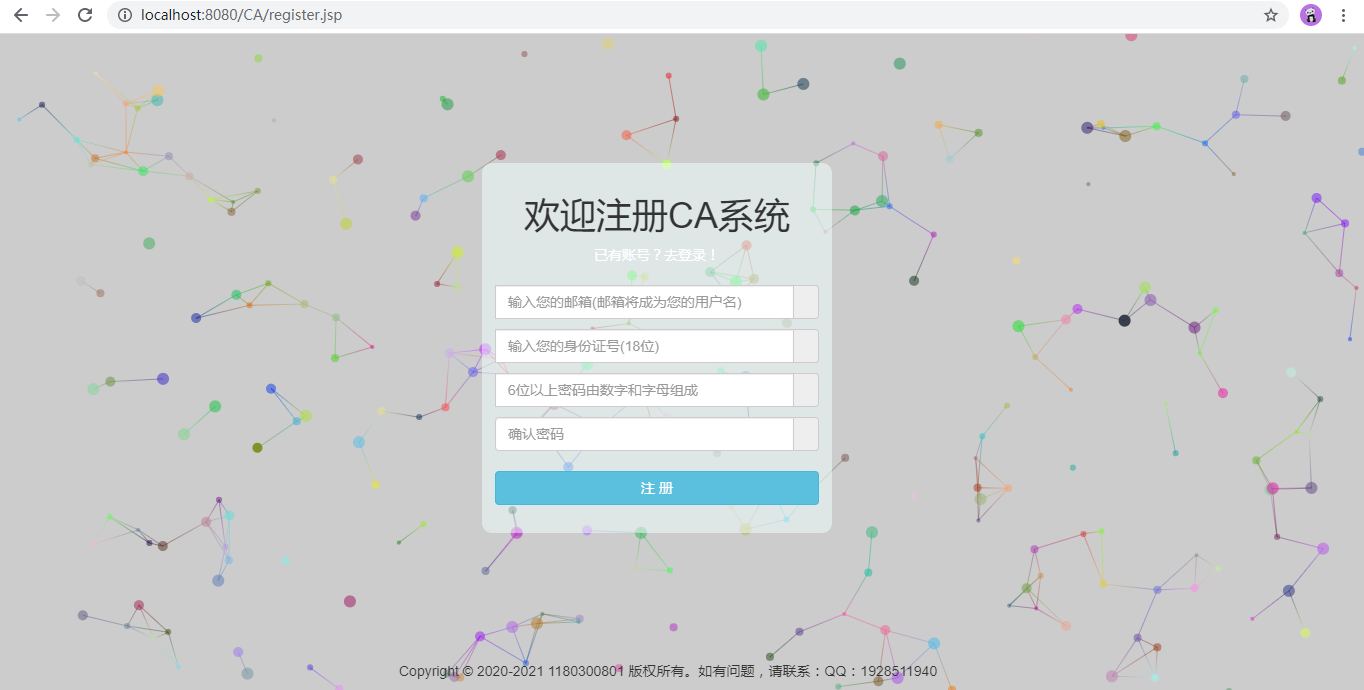 localhost:8080/CA/register.jsp
欢迎注册CA系统
已有账号？去登录！
输入您的邮箱(邮箱将成为您的用户名)
输入您的身份证号(18位)
6位以上密码由数字和字母组成
确认密码
注 册
Copyright © 2020-2021 1180300801 版权所有。如有问题，请联系：QQ：1928511940